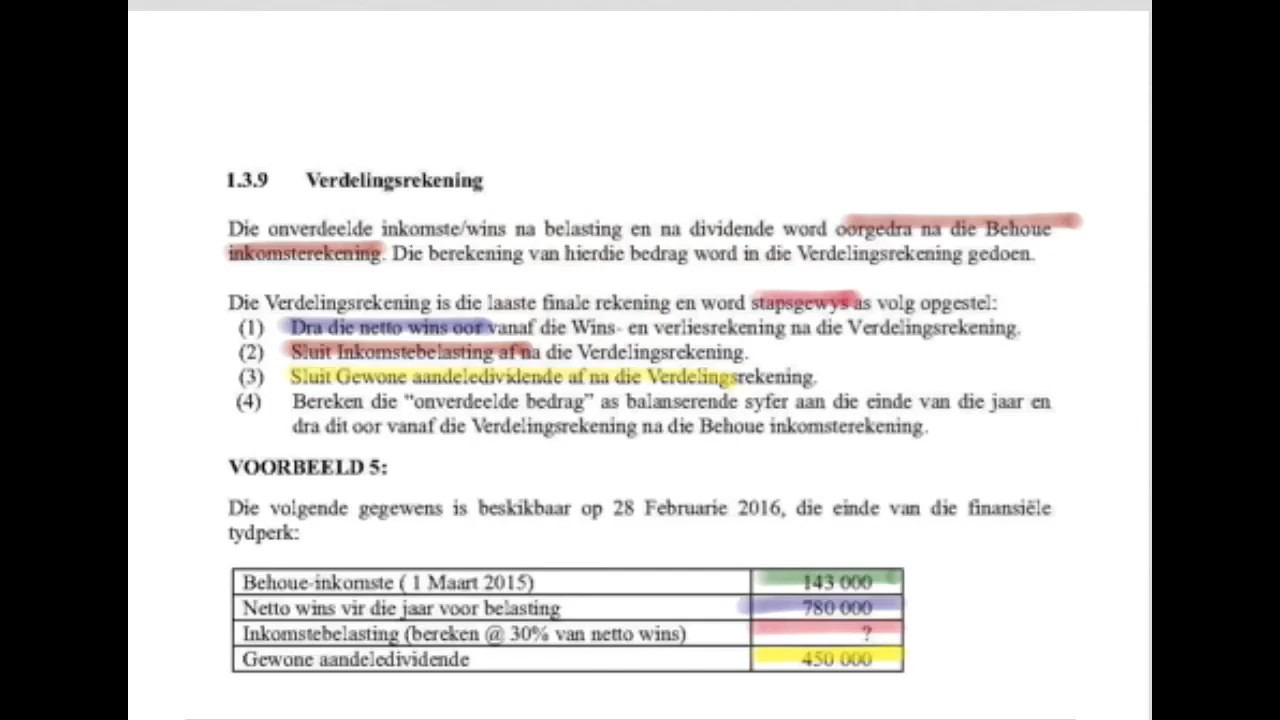 1.3.9 Verdelingsrekening
Die onverdeelde inkomste/wins na belasting en na dividende word oorgedra na die Behoue
inkomsterekening. Die berekening van hierdie bedrag word in die Verdelingsrekening gedoen.
Die Verdelingsrekening is die laaste finale rekening en word stapsgewys as volg opgestel:
(1) Dra die netto wins oor vanaf die Wins- en verliesrekening na die Verdelingsrekening.
(2) Sluit Inkomstebelasting af na die Verdelingsrekening.
(3) Sluit Gewone aandeledividende af na die Verdelingsrekening.
(4) Bereken die “onverdeelde bedrag” as balanserende syfer aan die einde van die jaar en
dra dit oor vanaf die Verdelingsrekening na die Behoue inkomsterekening.
VOORBEELD 5:
Die volgende gegewens is beskikbaar op 28 Februarie 2016, die einde van die finansiële
tydperk:
Behoue-inkomste ( 1 Maart 2015) 143 000
Netto wins vir die jaar voor belasting 780 000
Inkomstebelasting (bereken @ 30% van netto wins) ?
Gewone aandeledividende 450 000